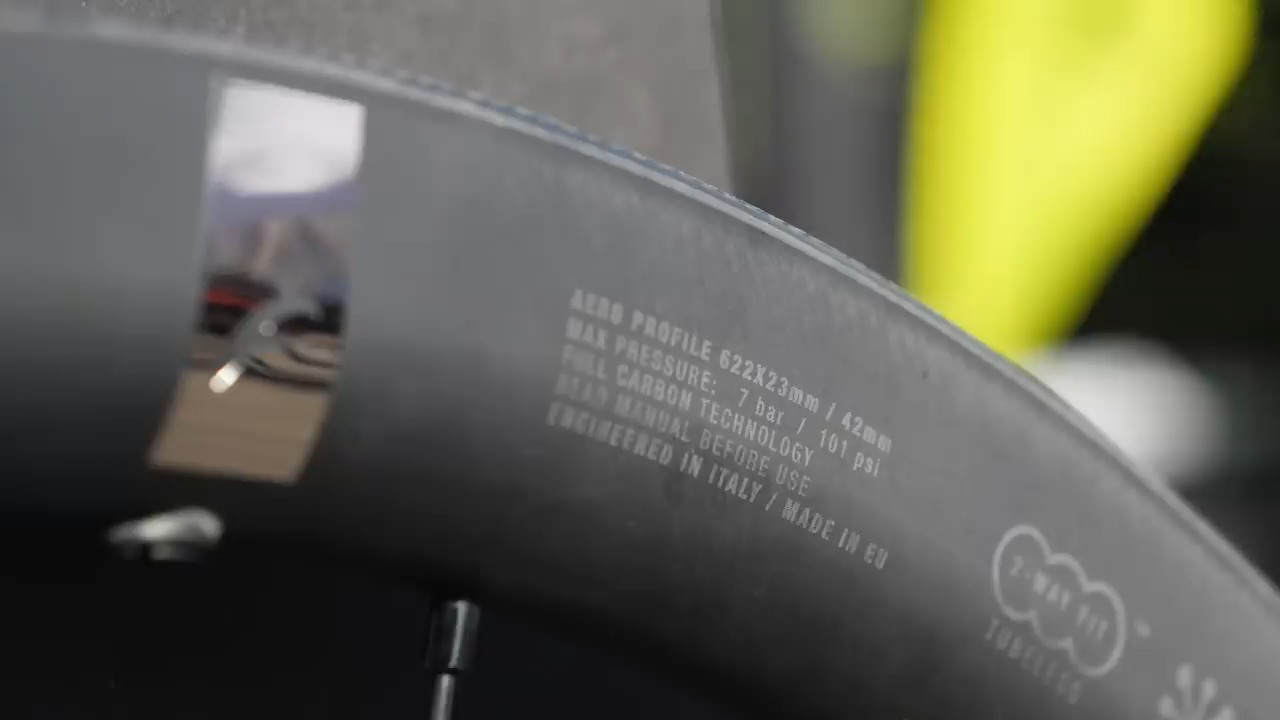 AERO PROFILE 622X23mm / 42mm
MAX PRESSURE: 7 bar / 101 psi
FULL CARBON TECHNOLOGY
READ MANUAL BEFORE USE
ENGINEERED IN ITALY / MADE IN EU
2-WAY FIT
TUBELESS